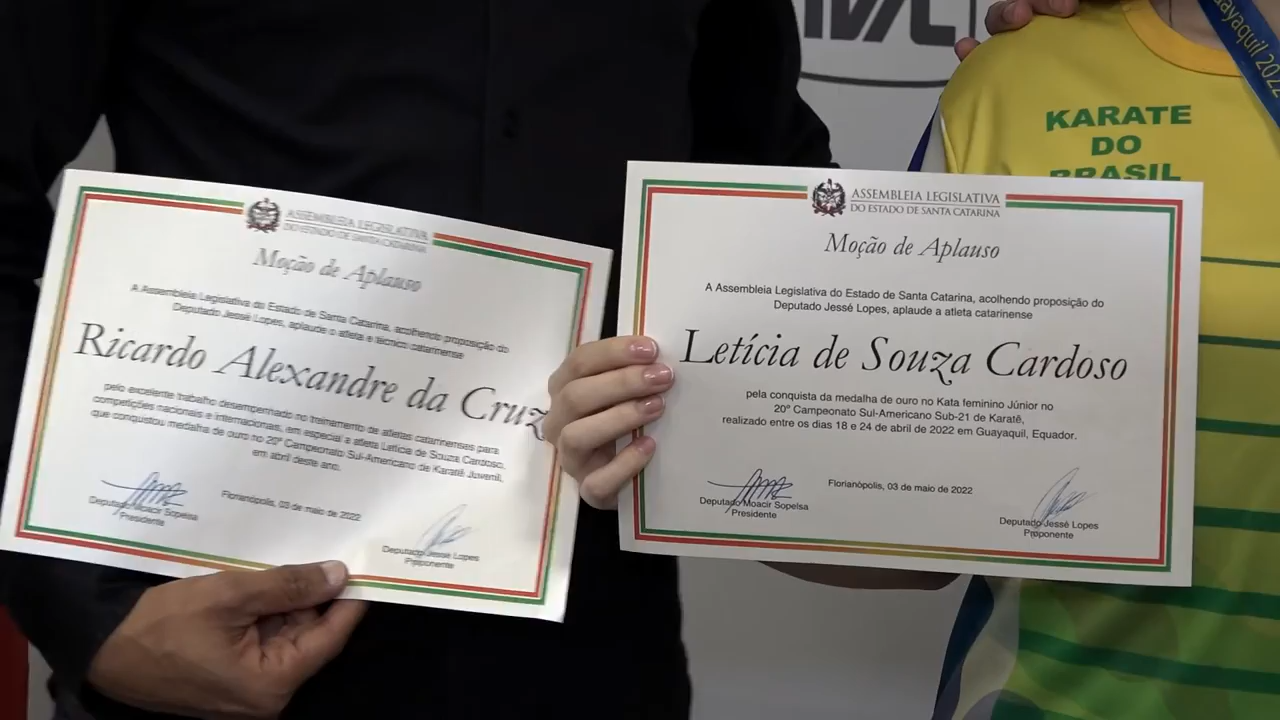 ASSEMBLEIA LEGISLATIVA
DO ESTADO DE SANTA CATARINA
Moção de Aplauso
A Assembleia Legislativa do Estado de Santa Catarina, acolhendo proposição do
Deputado Jessé Lopes, aplaude o atleta e técnico catarinense
Ricardo Alexandre da Cruz
pelo excelente trabalho desempenhado no treinamento de atletas catarinenses para
competições nacionais e internacionais, em especial a atleta Letícia de Souza Cardoso,
que conquistou medalha de ouro no 20º Campeonato Sul-Americano de Karatê Juvenil,
em abril deste ano.
Florianópolis, 03 de maio de 2022
Deputado Moacir Sopelsa
Presidente
Deputado Jessé Lopes
Proponente
ASSEMBLEIA LEGISLATIVA
DO ESTADO DE SANTA CATARINA
Moção de Aplauso
A Assembleia Legislativa do Estado de Santa Catarina, acolhendo proposição do
Deputado Jessé Lopes, aplaude a atleta catarinense
Letícia de Souza Cardoso
pela conquista da medalha de ouro no Kata feminino Júnior no
20º Campeonato Sul-Americano Sub-21 de Karatê,
realizado entre os dias 18 e 24 de abril de 2022 em Guayaquil, Equador.
Florianópolis, 03 de maio de 2022
Deputado Moacir Sopelsa
Presidente
Deputado Jessé Lopes
Proponente
KARATE
DO
BRASIL
ayaquil 2022